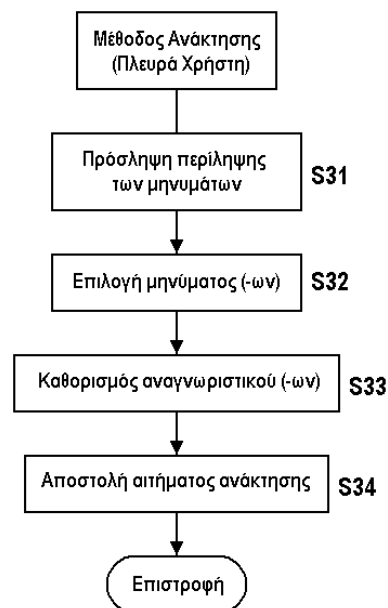 Μέθοδος Ανάκτησης
(Πλευρά Χρήστη)
Πρόσληψη περίληψης
των μηνυμάτων
S31
Επιλογή μηνύματος (-ων)
S32
Καθορισμός αναγνωριστικού (-ων)
S33
Αποστολή αιτήματος ανάκτησης
S34
Επιστροφή